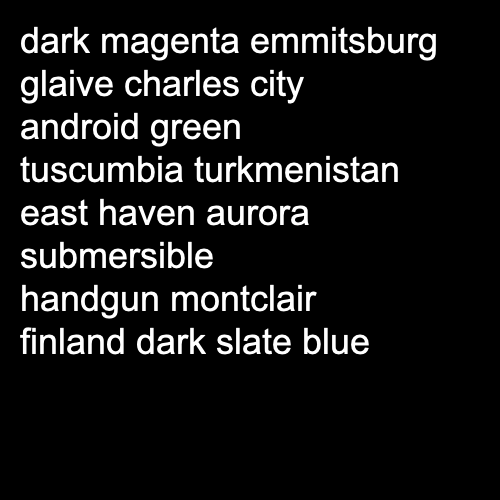 dark magenta emmitsburg
glaive charles city
android green
tuscumbia turkmenistan
east haven aurora
submersible
handgun montclair
finland dark slate blue